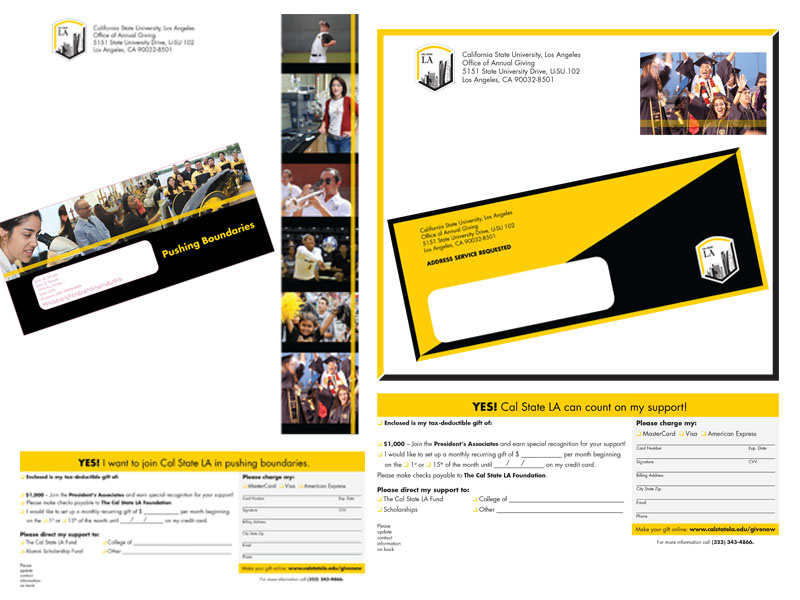 CAL STATE
LA
California State University, Los Angeles
Office of Annual Giving
5151 State University Drive, U-SU 102
Los Angeles, CA 90032-8501
Pushing Boundaries
YES! I want to join Cal State LA in pushing boundaries.
Enclosed is my tax-deductible gift of:
$1,000 – Join the President's Associates and earn special recognition for your support!
Please make checks payable to The Cal State LA Foundation
I would like to set up a monthly recurring gift of $ per month beginning
on the 1st or 15th of the month until / / on my credit card.
Please direct my support to:
The Cal State LA Fund College of
Alumni Scholarship Fund Other
Please
update
contact
information
on back
Please charge my:
MasterCard Visa American Express
Card Number Exp. Date
Signature CVV
Billing Address
City State Zip
Email
Phone
Make your gift online: www.calstatela.edu/givenow
For more information call (323) 343-4866.
CAL STATE
LA
California State University, Los Angeles
Office of Annual Giving
5151 State University Drive, U-SU 102
Los Angeles, CA 90032-8501
California State University, Los Angeles
Office of Annual Giving
5151 State University Drive, U-SU 102
Los Angeles, CA 90032-8501
ADDRESS SERVICE REQUESTED
CAL STATE
LA
YES! Cal State LA can count on my support!
Enclosed is my tax-deductible gift of:
$1,000 – Join the President's Associates and earn special recognition for your support!
I would like to set up a monthly recurring gift of $ per month beginning
on the 1st or 15th of the month until / / on my credit card.
Please make checks payable to The Cal State LA Foundation.
Please direct my support to:
The Cal State LA Fund College of
Scholarships Other
Please
update
contact
information
on back
Please charge my:
MasterCard Visa American Express
Card Number Exp. Date
Signature CVV
Billing Address
City State Zip
Email
Phone
Make your gift online: www.calstatela.edu/givenow
For more information call (323) 343-4866.